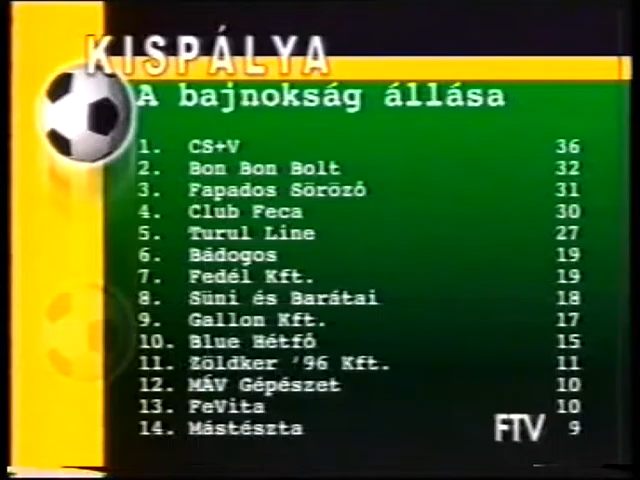 KISPÁLYA
A bajnokság állása
1. CS+V 36
2. Bon Bon Bolt 32
3. Fapados Söröző 31
4. Club Feca 30
5. Turul Line 27
6. Bádogos 19
7. Fedél Kft. 19
8. Süni és Barátai 18
9. Gallon Kft. 17
10. Blue Hétfő 15
11. Zöldker '96 Kft. 11
12. MÁV Gépészet 10
13. FeVita 10
14. Mástészta 9
FTV